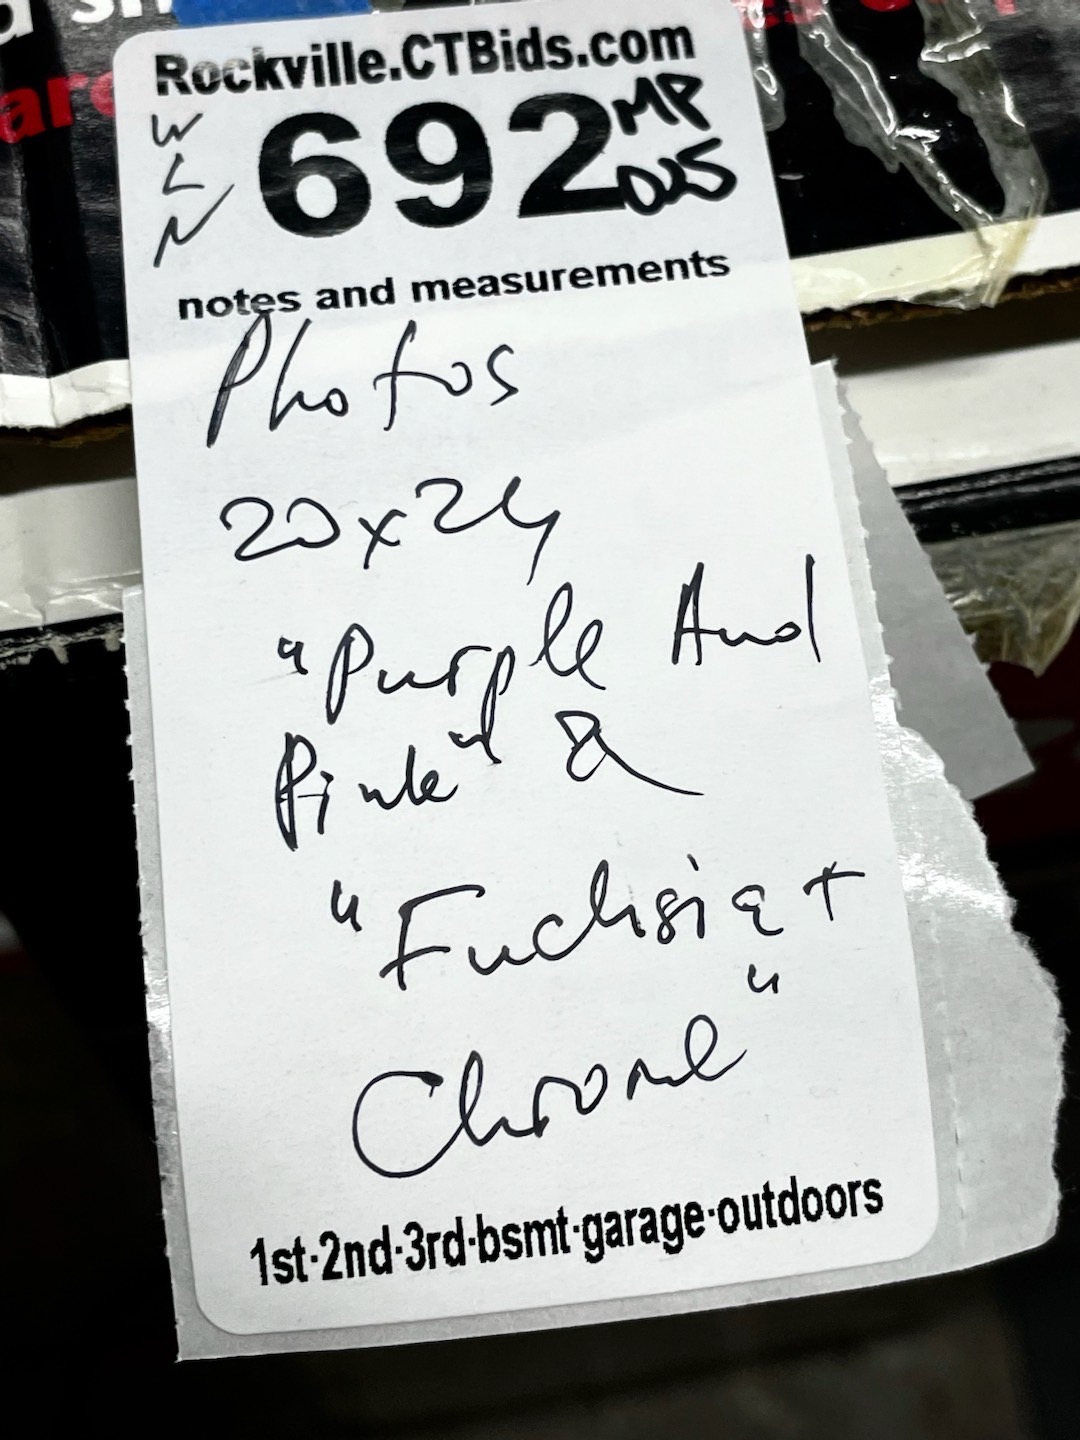 Rockville.CTBids.com
W
L
N
692
MP
notes and measurements
Photos
20x24
"Purple And
Pink" &
"Fuchsia +
Chrome"
1st·2nd·3rd·bsmt·garage·outdoors